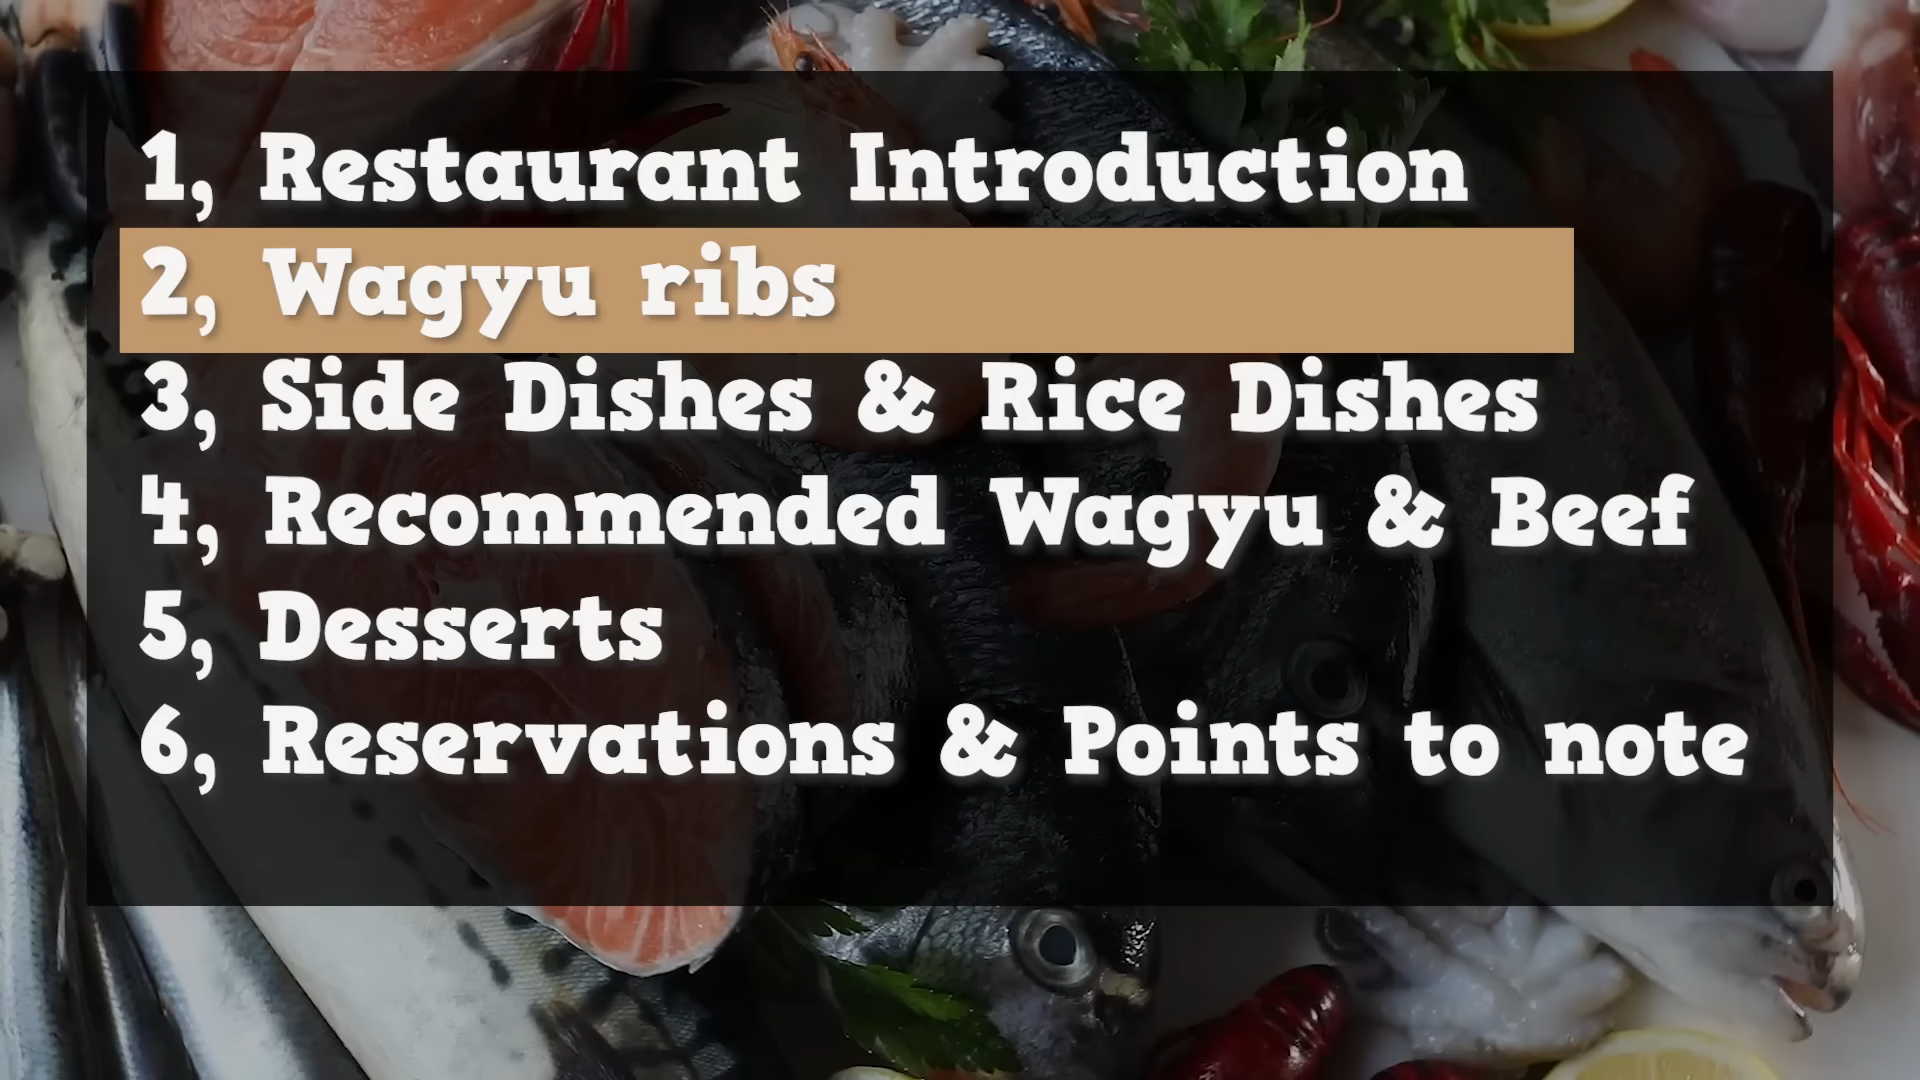 1, Restaurant Introduction
2, Wagyu ribs
3, Side Dishes & Rice Dishes
4, Recommended Wagyu & Beef
5, Desserts
6, Reservations & Points to note